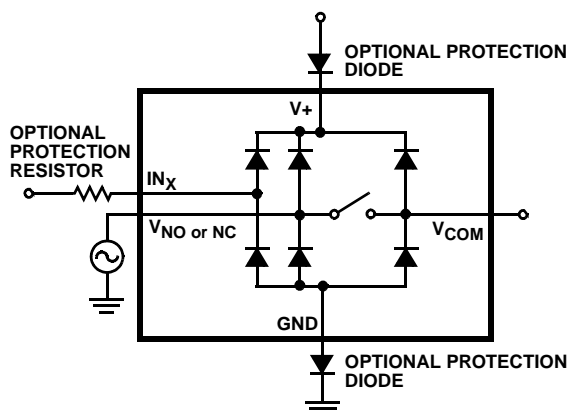 OPTIONAL PROTECTION
DIODE
V+
OPTIONAL
PROTECTION
RESISTOR
INX
VNO or NC
VCOM
GND
OPTIONAL PROTECTION
DIODE